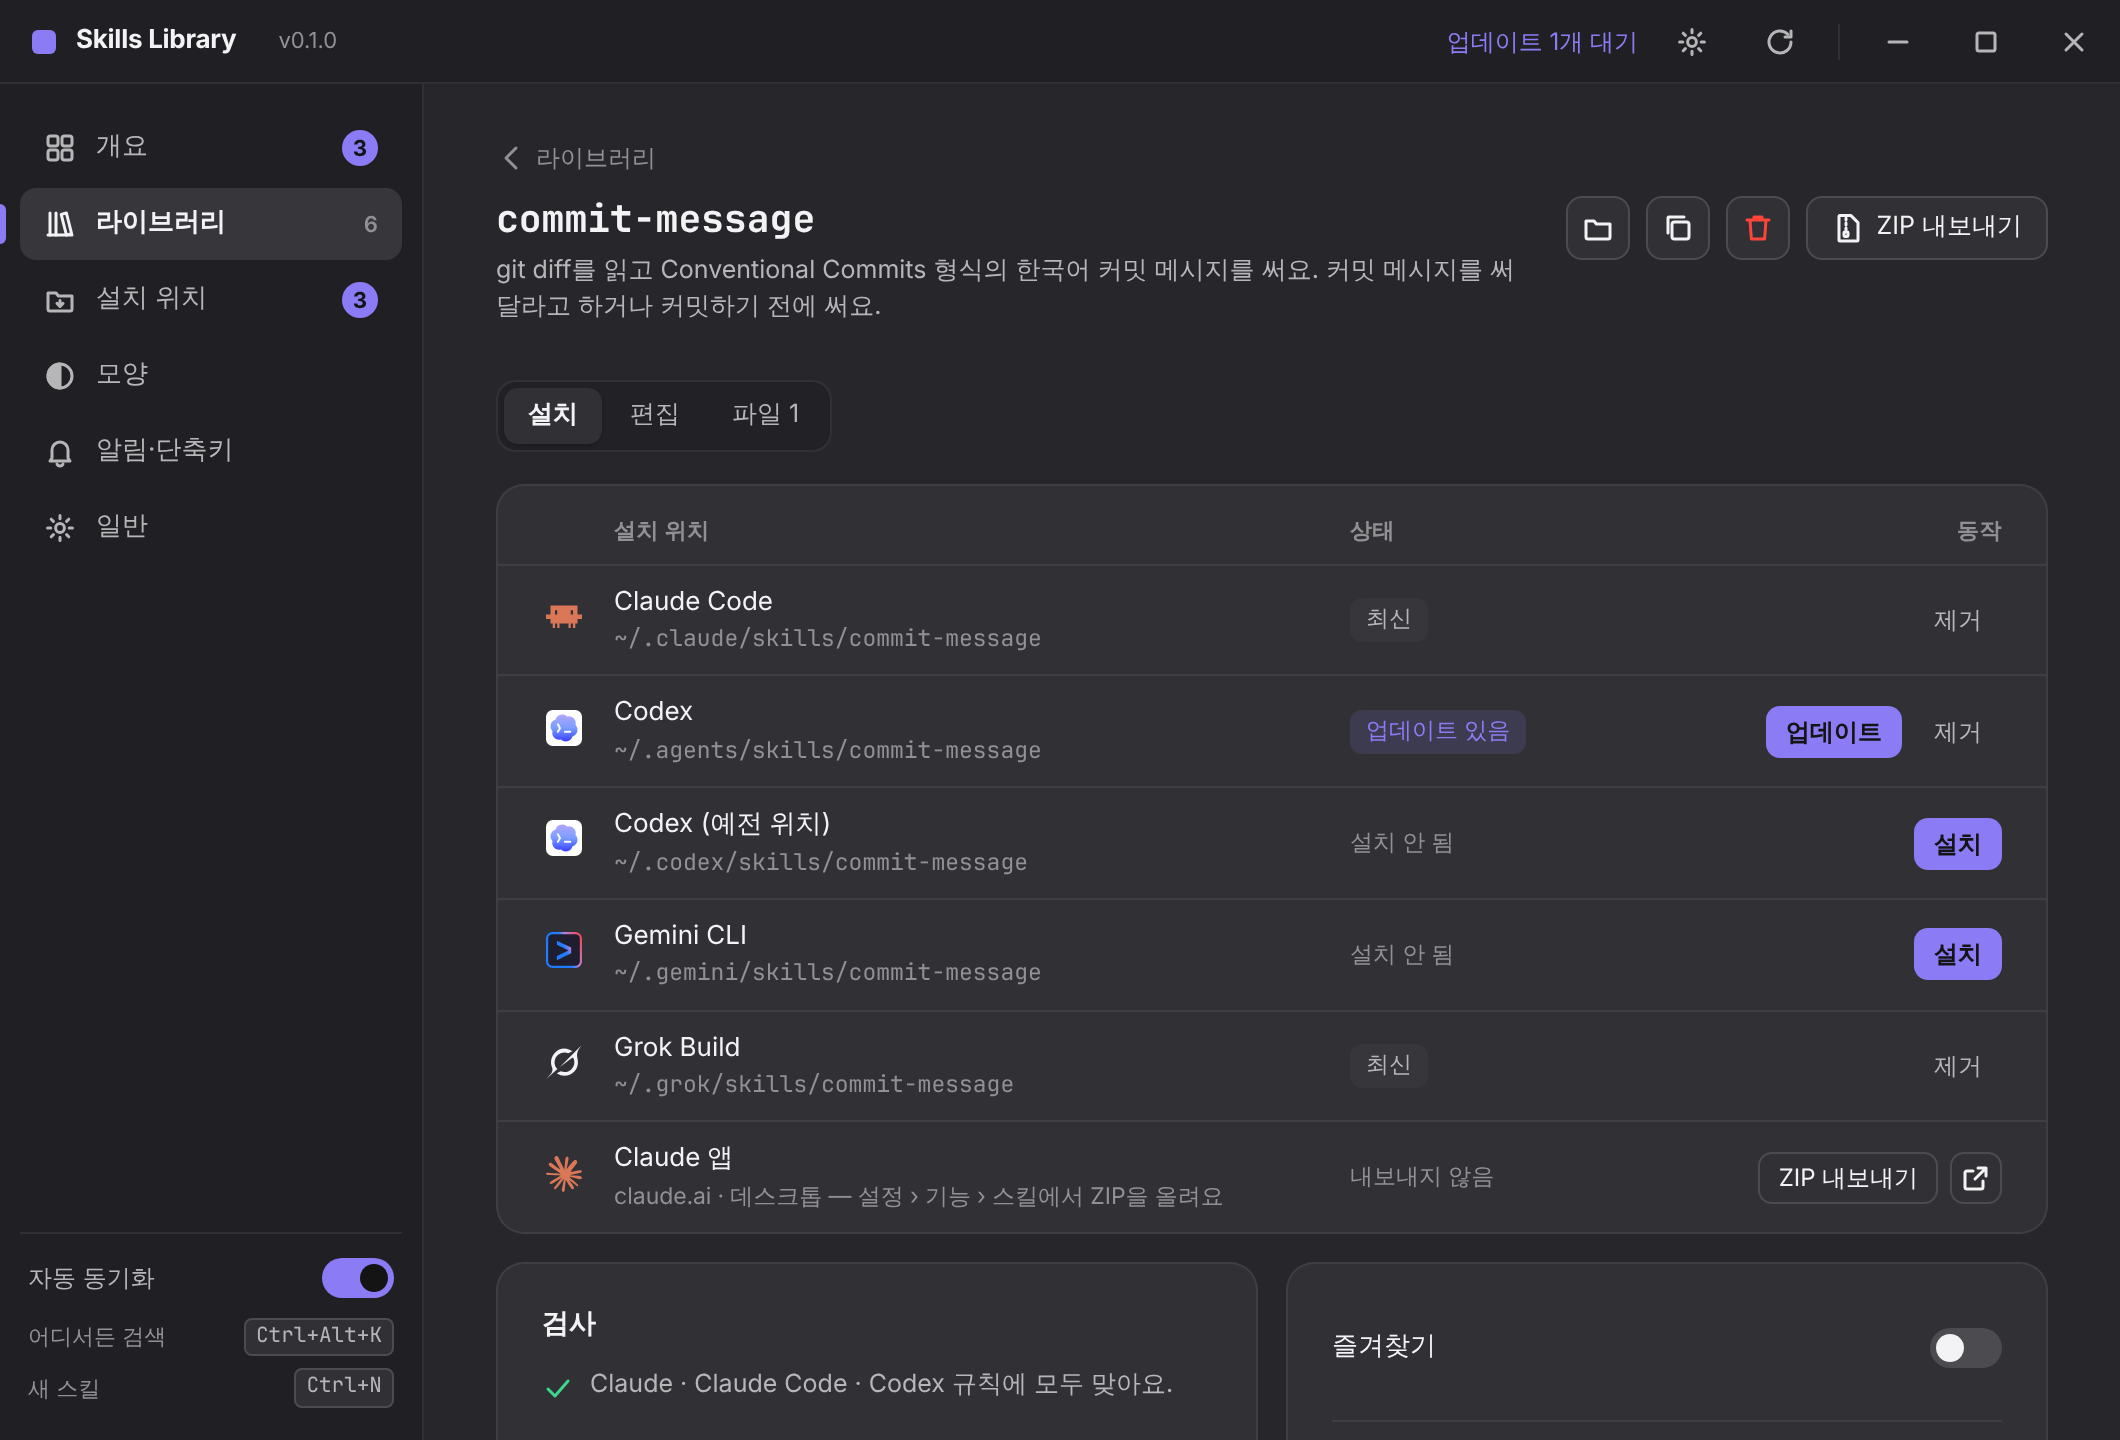 Skills Library v0.1.0
업데이트 1개 대기
개요 3
라이브러리 6
설치 위치 3
모양
알림·단축키
일반
자동 동기화
어디서든 검색 Ctrl+Alt+K
새 스킬 Ctrl+N
라이브러리
commit-message
git diff를 읽고 Conventional Commits 형식의 한국어 커밋 메시지를 써요. 커밋 메시지를 써
달라고 하거나 커밋하기 전에 써요.
ZIP 내보내기
설치 편집 파일 1
설치 위치 상태 동작
Claude Code
~/.claude/skills/commit-message
최신 제거
Codex
~/.agents/skills/commit-message
업데이트 있음 업데이트 제거
Codex (예전 위치)
~/.codex/skills/commit-message
설치 안 됨 설치
Gemini CLI
~/.gemini/skills/commit-message
설치 안 됨 설치
Grok Build
~/.grok/skills/commit-message
최신 제거
Claude 앱
claude.ai · 데스크톱 — 설정 › 기능 › 스킬에서 ZIP을 올려요
내보내지 않음 ZIP 내보내기
검사
Claude · Claude Code · Codex 규칙에 모두 맞아요.
즐겨찾기